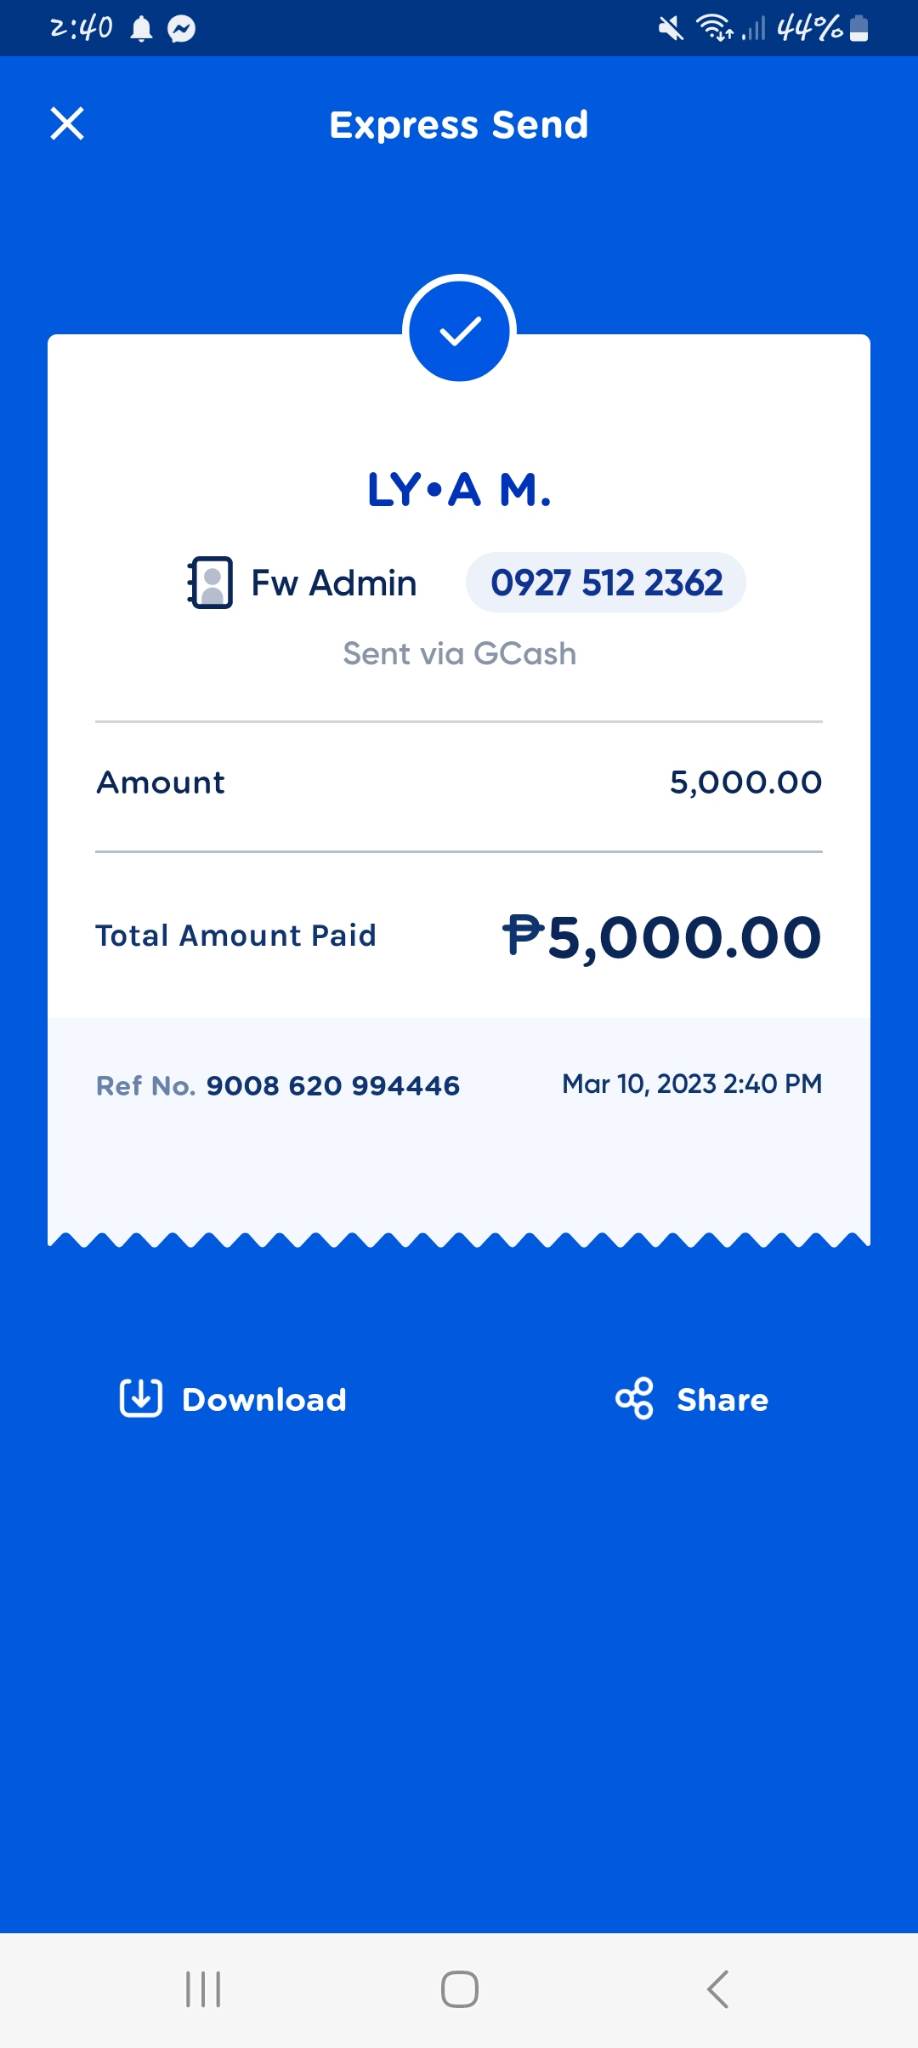 2:40 44%
Express Send
LY•A M.
Fw Admin 0927 512 2362
Sent via GCash
Amount 5,000.00
Total Amount Paid ₱5,000.00
Ref No. 9008 620 994446 Mar 10, 2023 2:40 PM
Download Share